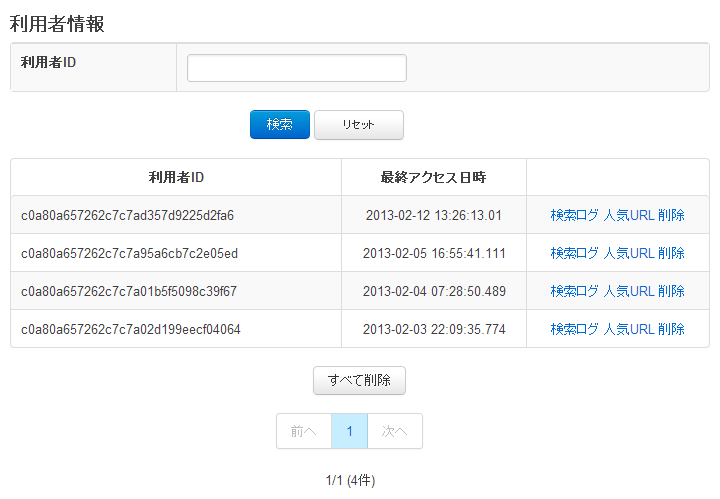 利用者情報
利用者ID
検索 リセット
利用者ID 最終アクセス日時
c0a80a657262c7c7ad357d9225d2fa6 2013-02-12 13:26:13.01 検索ログ 人気URL 削除
c0a80a657262c7c7a95a6cb7c2e05ed 2013-02-05 16:55:41.111 検索ログ 人気URL 削除
c0a80a657262c7c7a01b5f5098c39f67 2013-02-04 07:28:50.489 検索ログ 人気URL 削除
c0a80a657262c7c7a02d199eecf04064 2013-02-03 22:09:35.774 検索ログ 人気URL 削除
すべて削除
前へ 1 次へ
1/1 (4件)